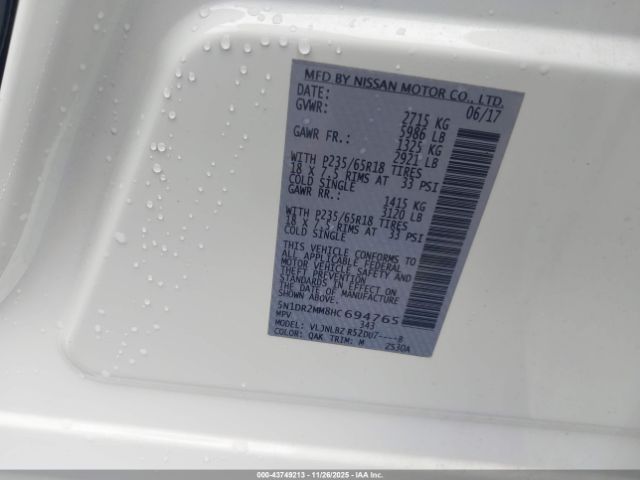 MFD BY NISSAN MOTOR CO., LTD.
DATE: 06/17
GVWR: 2715 KG
5986 LB
GAWR FR.: 1325 KG
2921 LB
WITH P235/65R18 TIRES
18 X 7.5 RIMS AT 33 PSI
COLD SINGLE
GAWR RR.: 1415 KG
3120 LB
WITH P235/65R18 TIRES
18 X 7.5 RIMS AT 33 PSI
COLD SINGLE
THIS VEHICLE CONFORMS TO
ALL APPLICABLE FEDERAL
MOTOR VEHICLE SAFETY AND
THEFT PREVENTION
STANDARDS IN EFFECT ON
THE DATE OF MANUFACTURE
SHOWN ABOVE.
5N1DR2MM8HC694765
MPV 343
MODEL: VLJNLBZ R52DU7----B
COLOR: QAK TRIM: M 2530A
000-43749213 11/26/2025 IAA Inc.